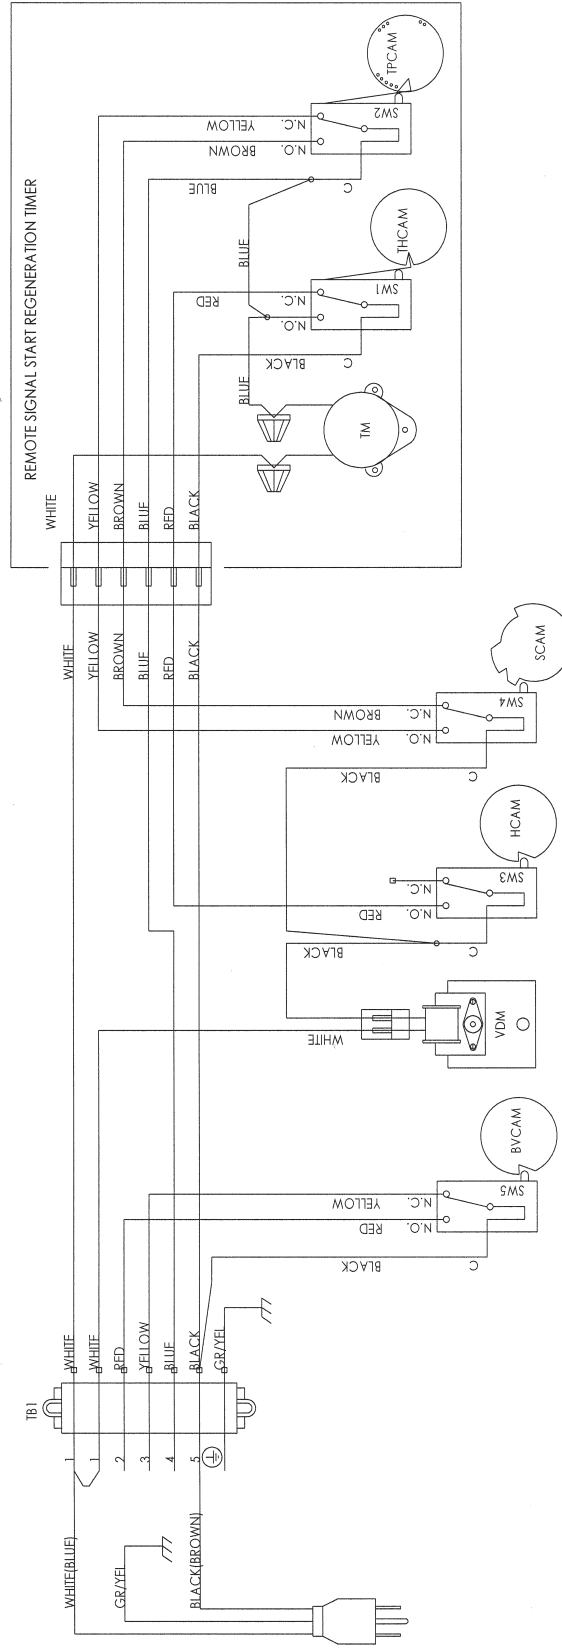 REMOTE SIGNAL START REGENERATION TIMER
TPCAM
SW2
N.C.
YELLOW
N.O.
BROWN
C
BLUE
BLUE
THCAM
SW1
N.C.
RED
N.O.
C
BLACK
BLUE
TM
WHITE
YELLOW
BROWN
BLUE
RED
BLACK
WHITE
YELLOW
BROWN
BLUE
RED
BLACK
SCAM
SW4
N.C.
BROWN
N.O.
YELLOW
C
BLACK
HCAM
SW3
N.C.
N.O.
RED
C
BLACK
VDM
WHITE
BVCAM
SW5
N.C.
YELLOW
N.O.
RED
C
BLACK
WHITE
WHITE
RED
YELLOW
BLUE
BLACK
GR/YEL
TB1
1
1
2
3
4
5
WHITE(BLUE)
GR/YEL
BLACK(BROWN)